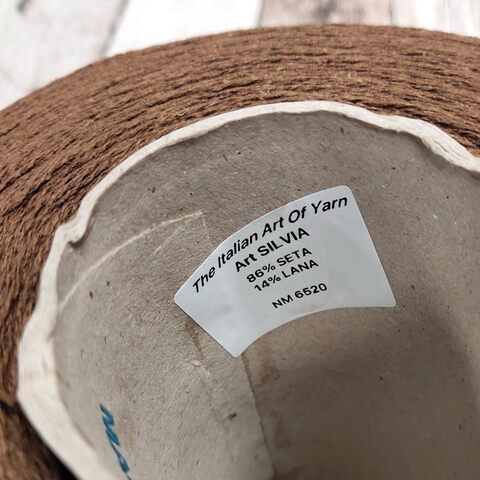 The Italian Art Of Yarn
Art SILVIA
86% SETA
14% LANA
NM 6520